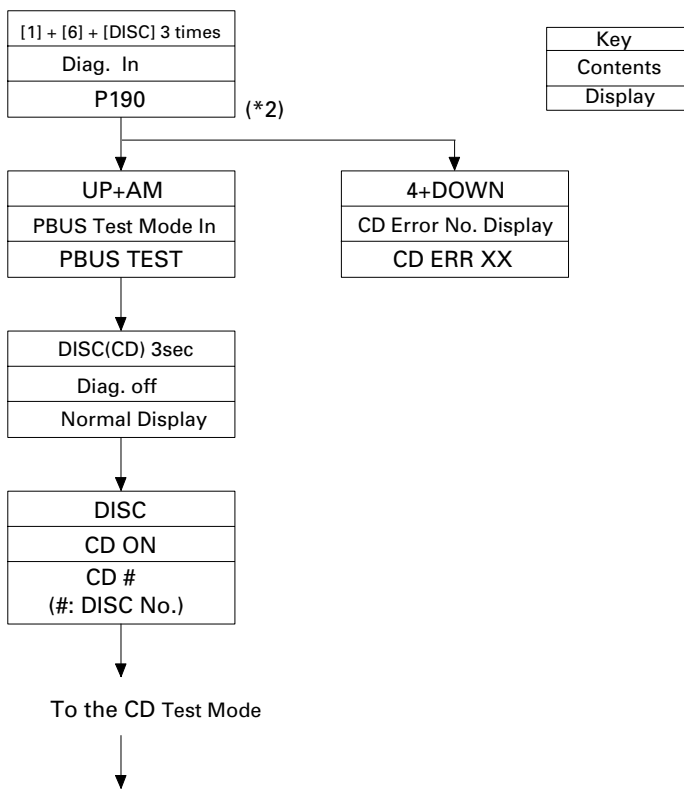 [1] + [6] + [DISC] 3 times
Diag. In
P190
(*2)
Key
Contents
Display
UP+AM
PBUS Test Mode In
PBUS TEST
4+DOWN
CD Error No. Display
CD ERR XX
DISC(CD) 3sec
Diag. off
Normal Display
DISC
CD ON
CD #
(#: DISC No.)
To the CD Test Mode